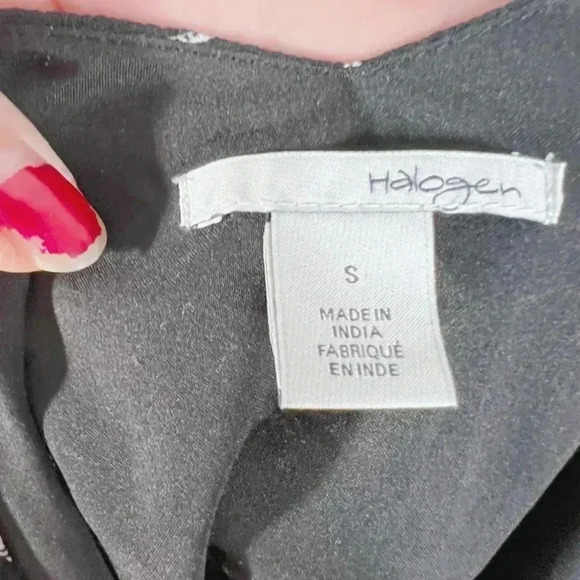 Halogen
S
MADE IN
INDIA
FABRIQUÉ
EN INDE